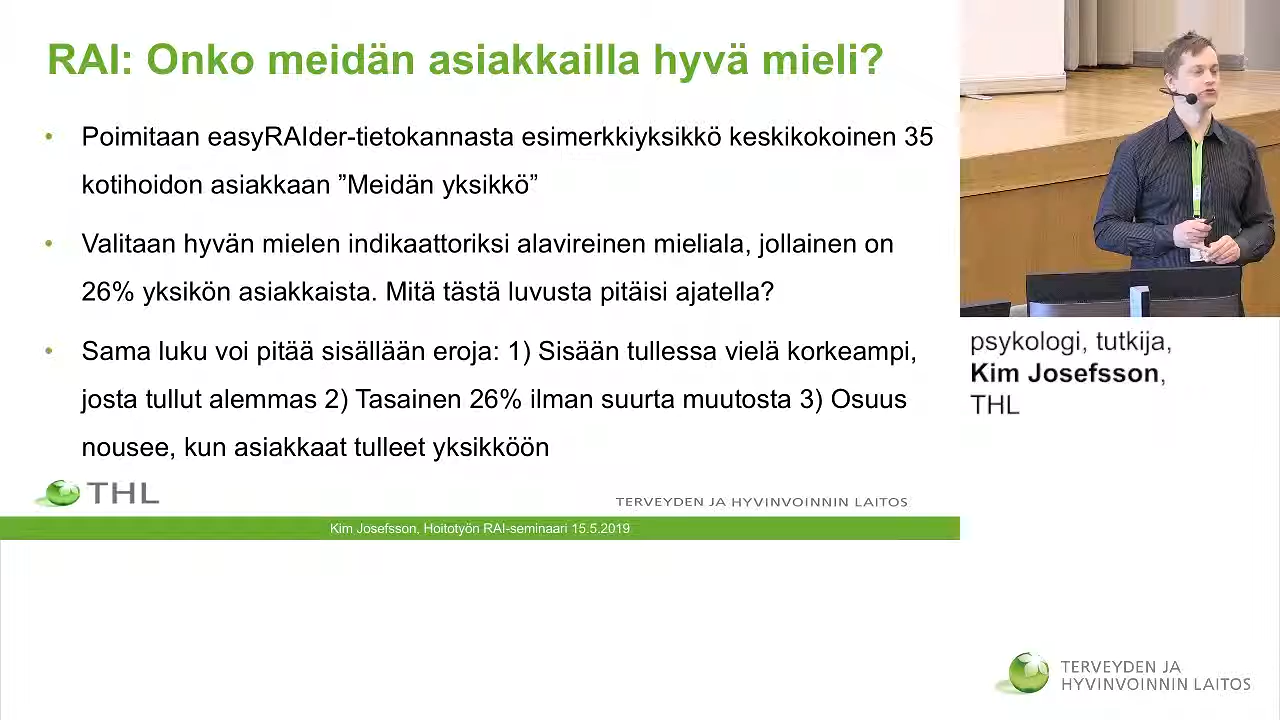 RAI: Onko meidän asiakkailla hyvä mieli?
• Poimitaan easyRAIder-tietokannasta esimerkkiyksikkö keskikokoinen 35
kotihoidon asiakkaan ”Meidän yksikkö”
• Valitaan hyvän mielen indikaattoriksi alavireinen mieliala, jollainen on
26% yksikön asiakkaista. Mitä tästä luvusta pitäisi ajatella?
• Sama luku voi pitää sisällään eroja: 1) Sisään tullessa vielä korkeampi,
josta tullut alemmas 2) Tasainen 26% ilman suurta muutosta 3) Osuus
nousee, kun asiakkaat tulleet yksikköön
THL
TERVEYDEN JA HYVINVOINNIN LAITOS
Kim Josefsson, Hoitotyön RAI-seminaari 15.5.2019
psykologi, tutkija,
Kim Josefsson,
THL
TERVEYDEN JA
HYVINVOINNIN LAITOS